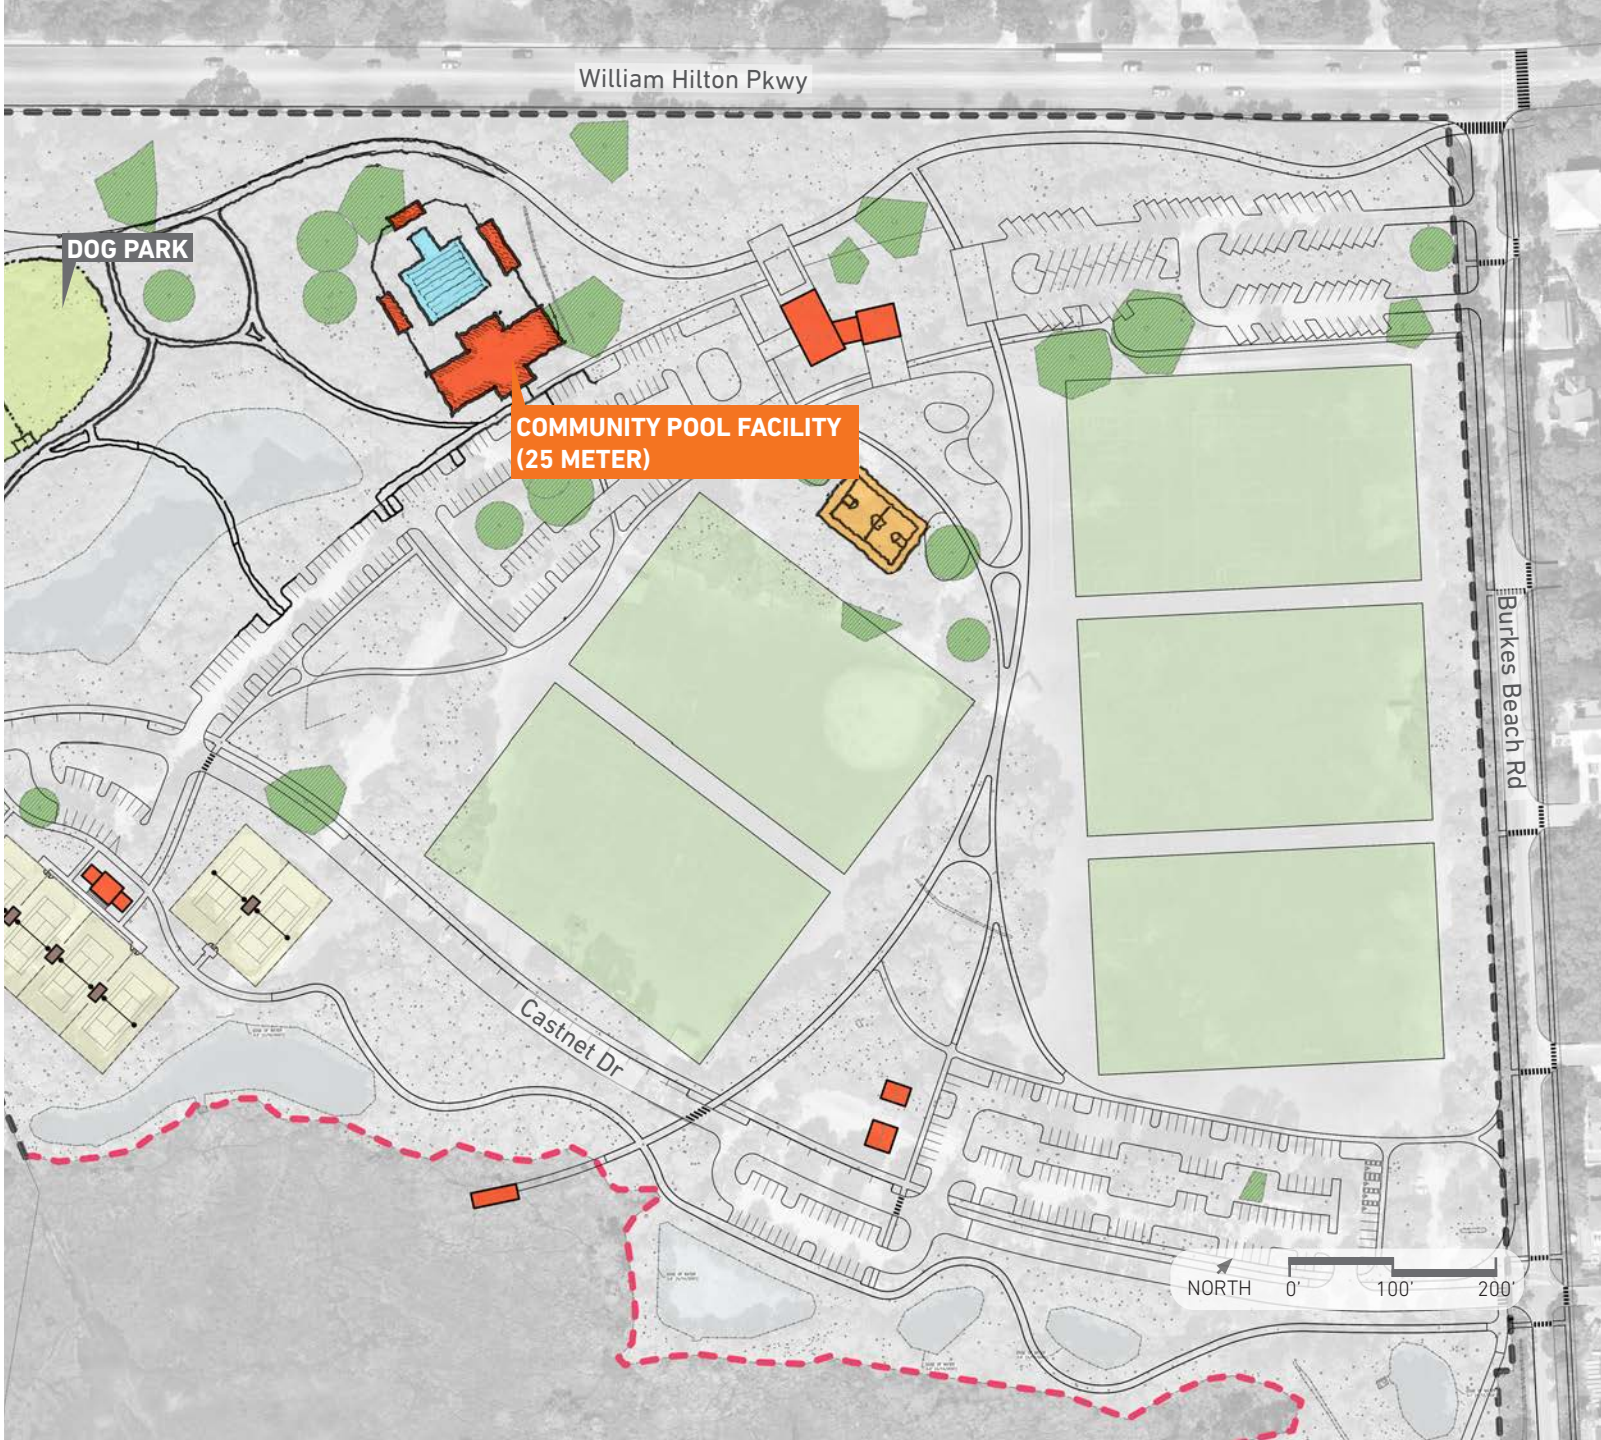 William Hilton Pkwy
DOG PARK
COMMUNITY POOL FACILITY
(25 METER)
Burkes Beach Rd
Castnet Dr
NORTH
0'
100'
200'